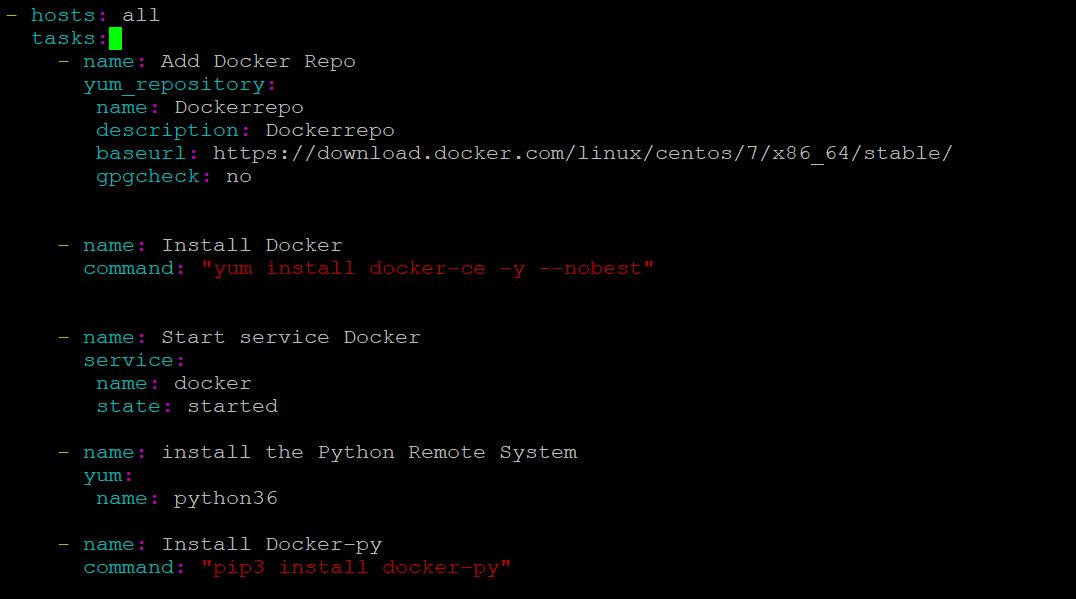 - hosts: all
  tasks:
    - name: Add Docker Repo
      yum_repository:
       name: Dockerrepo
       description: Dockerrepo
       baseurl: https://download.docker.com/linux/centos/7/x86_64/stable/
       gpgcheck: no
    - name: Install Docker
      command: "yum install docker-ce -y --nobest"
    - name: Start service Docker
      service:
       name: docker
       state: started
    - name: install the Python Remote System
      yum:
       name: python36
    - name: Install Docker-py
      command: "pip3 install docker-py"